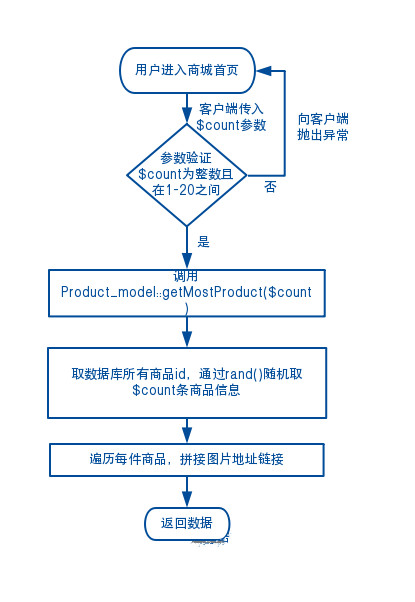 用户进入商城首页
客户端传入
$count参数
向客户端
抛出异常
参数验证
$count为整数且
在1-20之间
否
是
调用
Product_model::getMostProduct($count
)
取数据库所有商品id，通过rand()随机取
$count条商品信息
遍历每件商品，拼接图片地址链接
返回数据